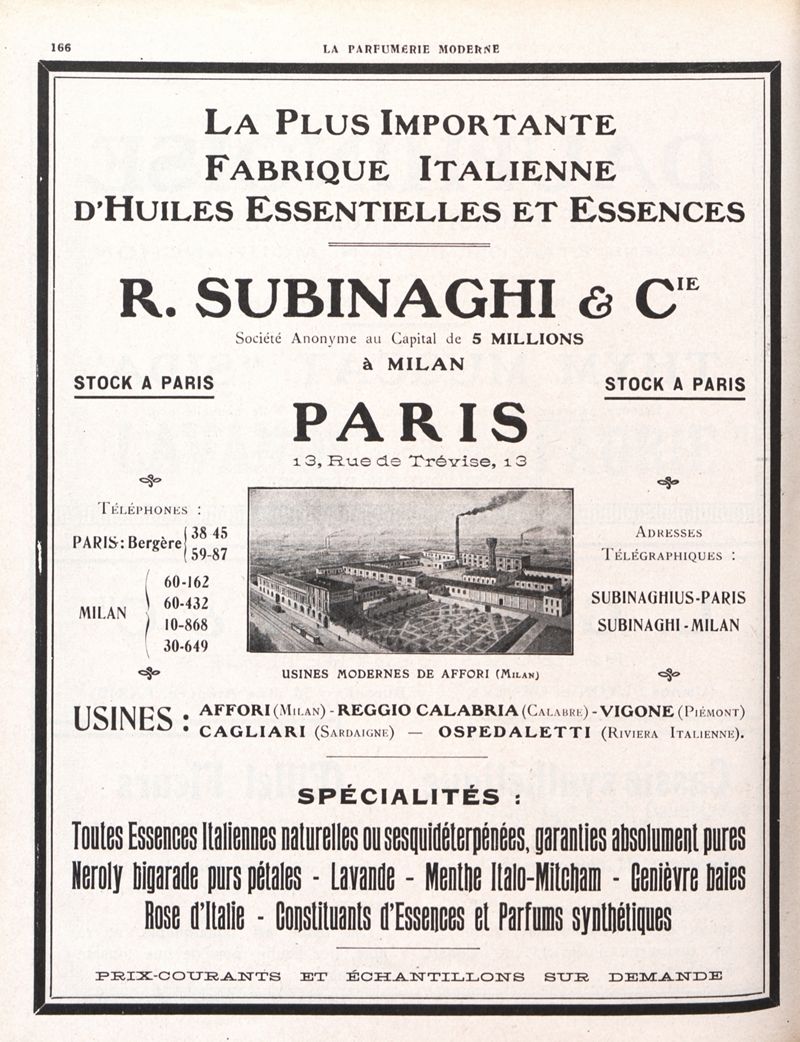 166
LA PARFUMERIE MODERNE
LA PLUS IMPORTANTE
FABRIQUE ITALIENNE
D'HUILES ESSENTIELLES ET ESSENCES
R. SUBINAGHI & CIE
Société Anonyme au Capital de 5 MILLIONS
à MILAN
STOCK A PARIS
STOCK A PARIS
PARIS
13, Rue de Trévise, 13
TÉLÉPHONES :
PARIS: Bergère { 38 45
59-87
MILAN
60-162
60-432
10-868
30-649
ADRESSES
TÉLÉGRAPHIQUES :
SUBINAGHIUS-PARIS
SUBINAGHI-MILAN
USINES MODERNES DE AFFORI (MILAN)
USINES : AFFORI (MILAN) - REGGIO CALABRIA (CALABRE) - VIGONE (PIÉMONT)
CAGLIARI (SARDAIGNE) — OSPEDALETTI (RIVIERA ITALIENNE).
SPÉCIALITÉS :
Toutes Essences Italiennes naturelles ou sesquidéterpénées, garanties absolument pures
Neroly bigarade purs pétales - Lavande - Menthe Italo-Mitcham - Genièvre baies
Rose d'Italie - Constituants d'Essences et Parfums synthétiques
PRIX-COURANTS ET ÉCHANTILLONS SUR DEMANDE